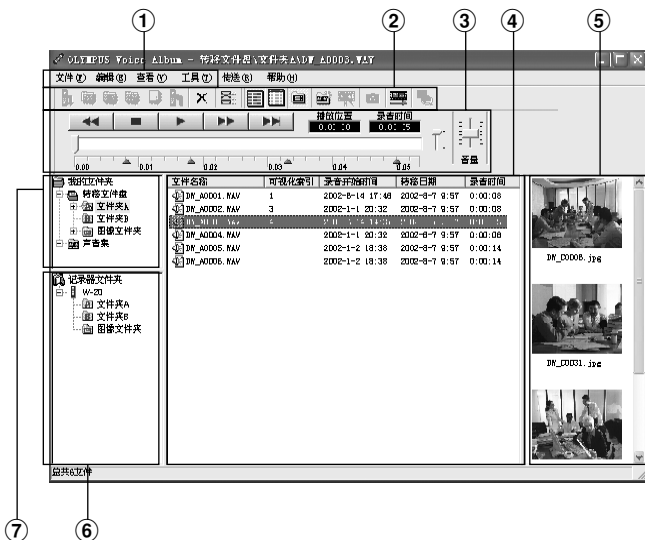 ① ② ③ ④ ⑤
OLYMPUS Voice Album - 转移文件盘\文件夹A\DW_A0003.WAV
文件(F) 编辑(E) 查看(V) 工具(T) 传送(R) 帮助(H)
播放位置 录音时间
0.00 0.01 0.02 0.03 0.04 0.05
音量
我的文件夹
转移文件盘
文件夹A
文件夹B
图像文件夹
声音集
记录器文件夹
W-20
文件夹A
文件夹B
图像文件夹
文件名称 可视化索引 录音开始时间 转移日期 录音时间
DW_A0001.WAV 1 2002-8-14 17:46 2002-8-7 9:57 0:00:08
DW_A0002.WAV 3 2002-1-1 20:32 2002-8-7 9:57 0:00:08
DW_A0004.WAV 2002-1-1 20:32 2002-8-7 9:57 0:00:08
DW_A0005.WAV 2002-1-2 18:38 2002-8-7 9:57 0:00:14
DW_A0006.WAV 2002-1-2 18:38 2002-8-7 9:57 0:00:14
DW_C0008.jpg
DW_C0031.jpg
总共6文件
⑦ ⑥